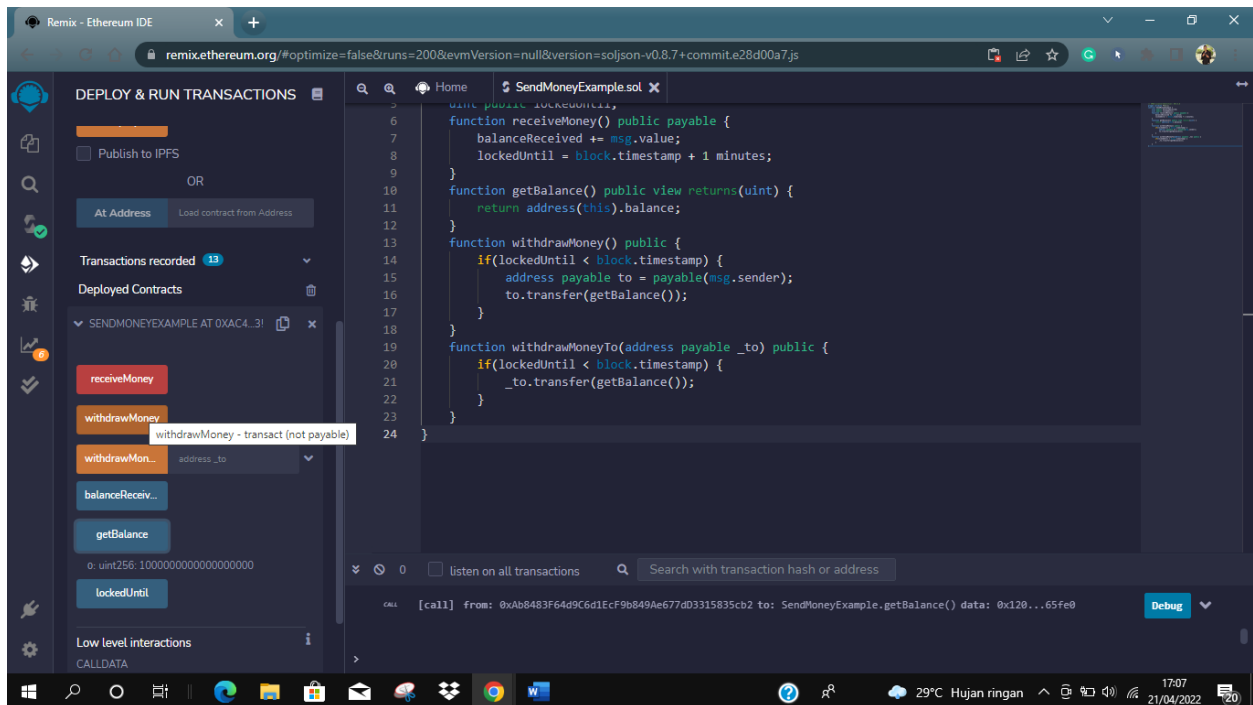 Remix - Ethereum IDE
remix.ethereum.org/#optimize=false&runs=200&evmVersion=null&version=soljson-v0.8.7+commit.e28d00a7.js
DEPLOY & RUN TRANSACTIONS
Publish to IPFS
OR
At Address
Load contract from Address
Transactions recorded 13
Deployed Contracts
SENDMONEYEXAMPLE AT 0XAC4...3!
receiveMoney
withdrawMoney
withdrawMoney - transact (not payable)
withdrawMon...
address _to
balanceReceiv...
getBalance
0: uint256: 1000000000000000000
lockedUntil
Low level interactions
i
CALLDATA
6
Home
SendMoneyExample.sol
5 uint public lockedUntil;
6 function receiveMoney() public payable {
7 balanceReceived += msg.value;
8 lockedUntil = block.timestamp + 1 minutes;
9 }
10 function getBalance() public view returns(uint) {
11 return address(this).balance;
12 }
13 function withdrawMoney() public {
14 if(lockedUntil < block.timestamp) {
15 address payable to = payable(msg.sender);
16 to.transfer(getBalance());
17 }
18 }
19 function withdrawMoneyTo(address payable _to) public {
20 if(lockedUntil < block.timestamp) {
21 _to.transfer(getBalance());
22 }
23 }
24 }
0
listen on all transactions
Search with transaction hash or address
CALL [call] from: 0xAb8483F64d9C6d1EcF9b849Ae677dD3315835cb2 to: SendMoneyExample.getBalance() data: 0x120...65fe0
Debug
>
29°C Hujan ringan
17:07
21/04/2022
20